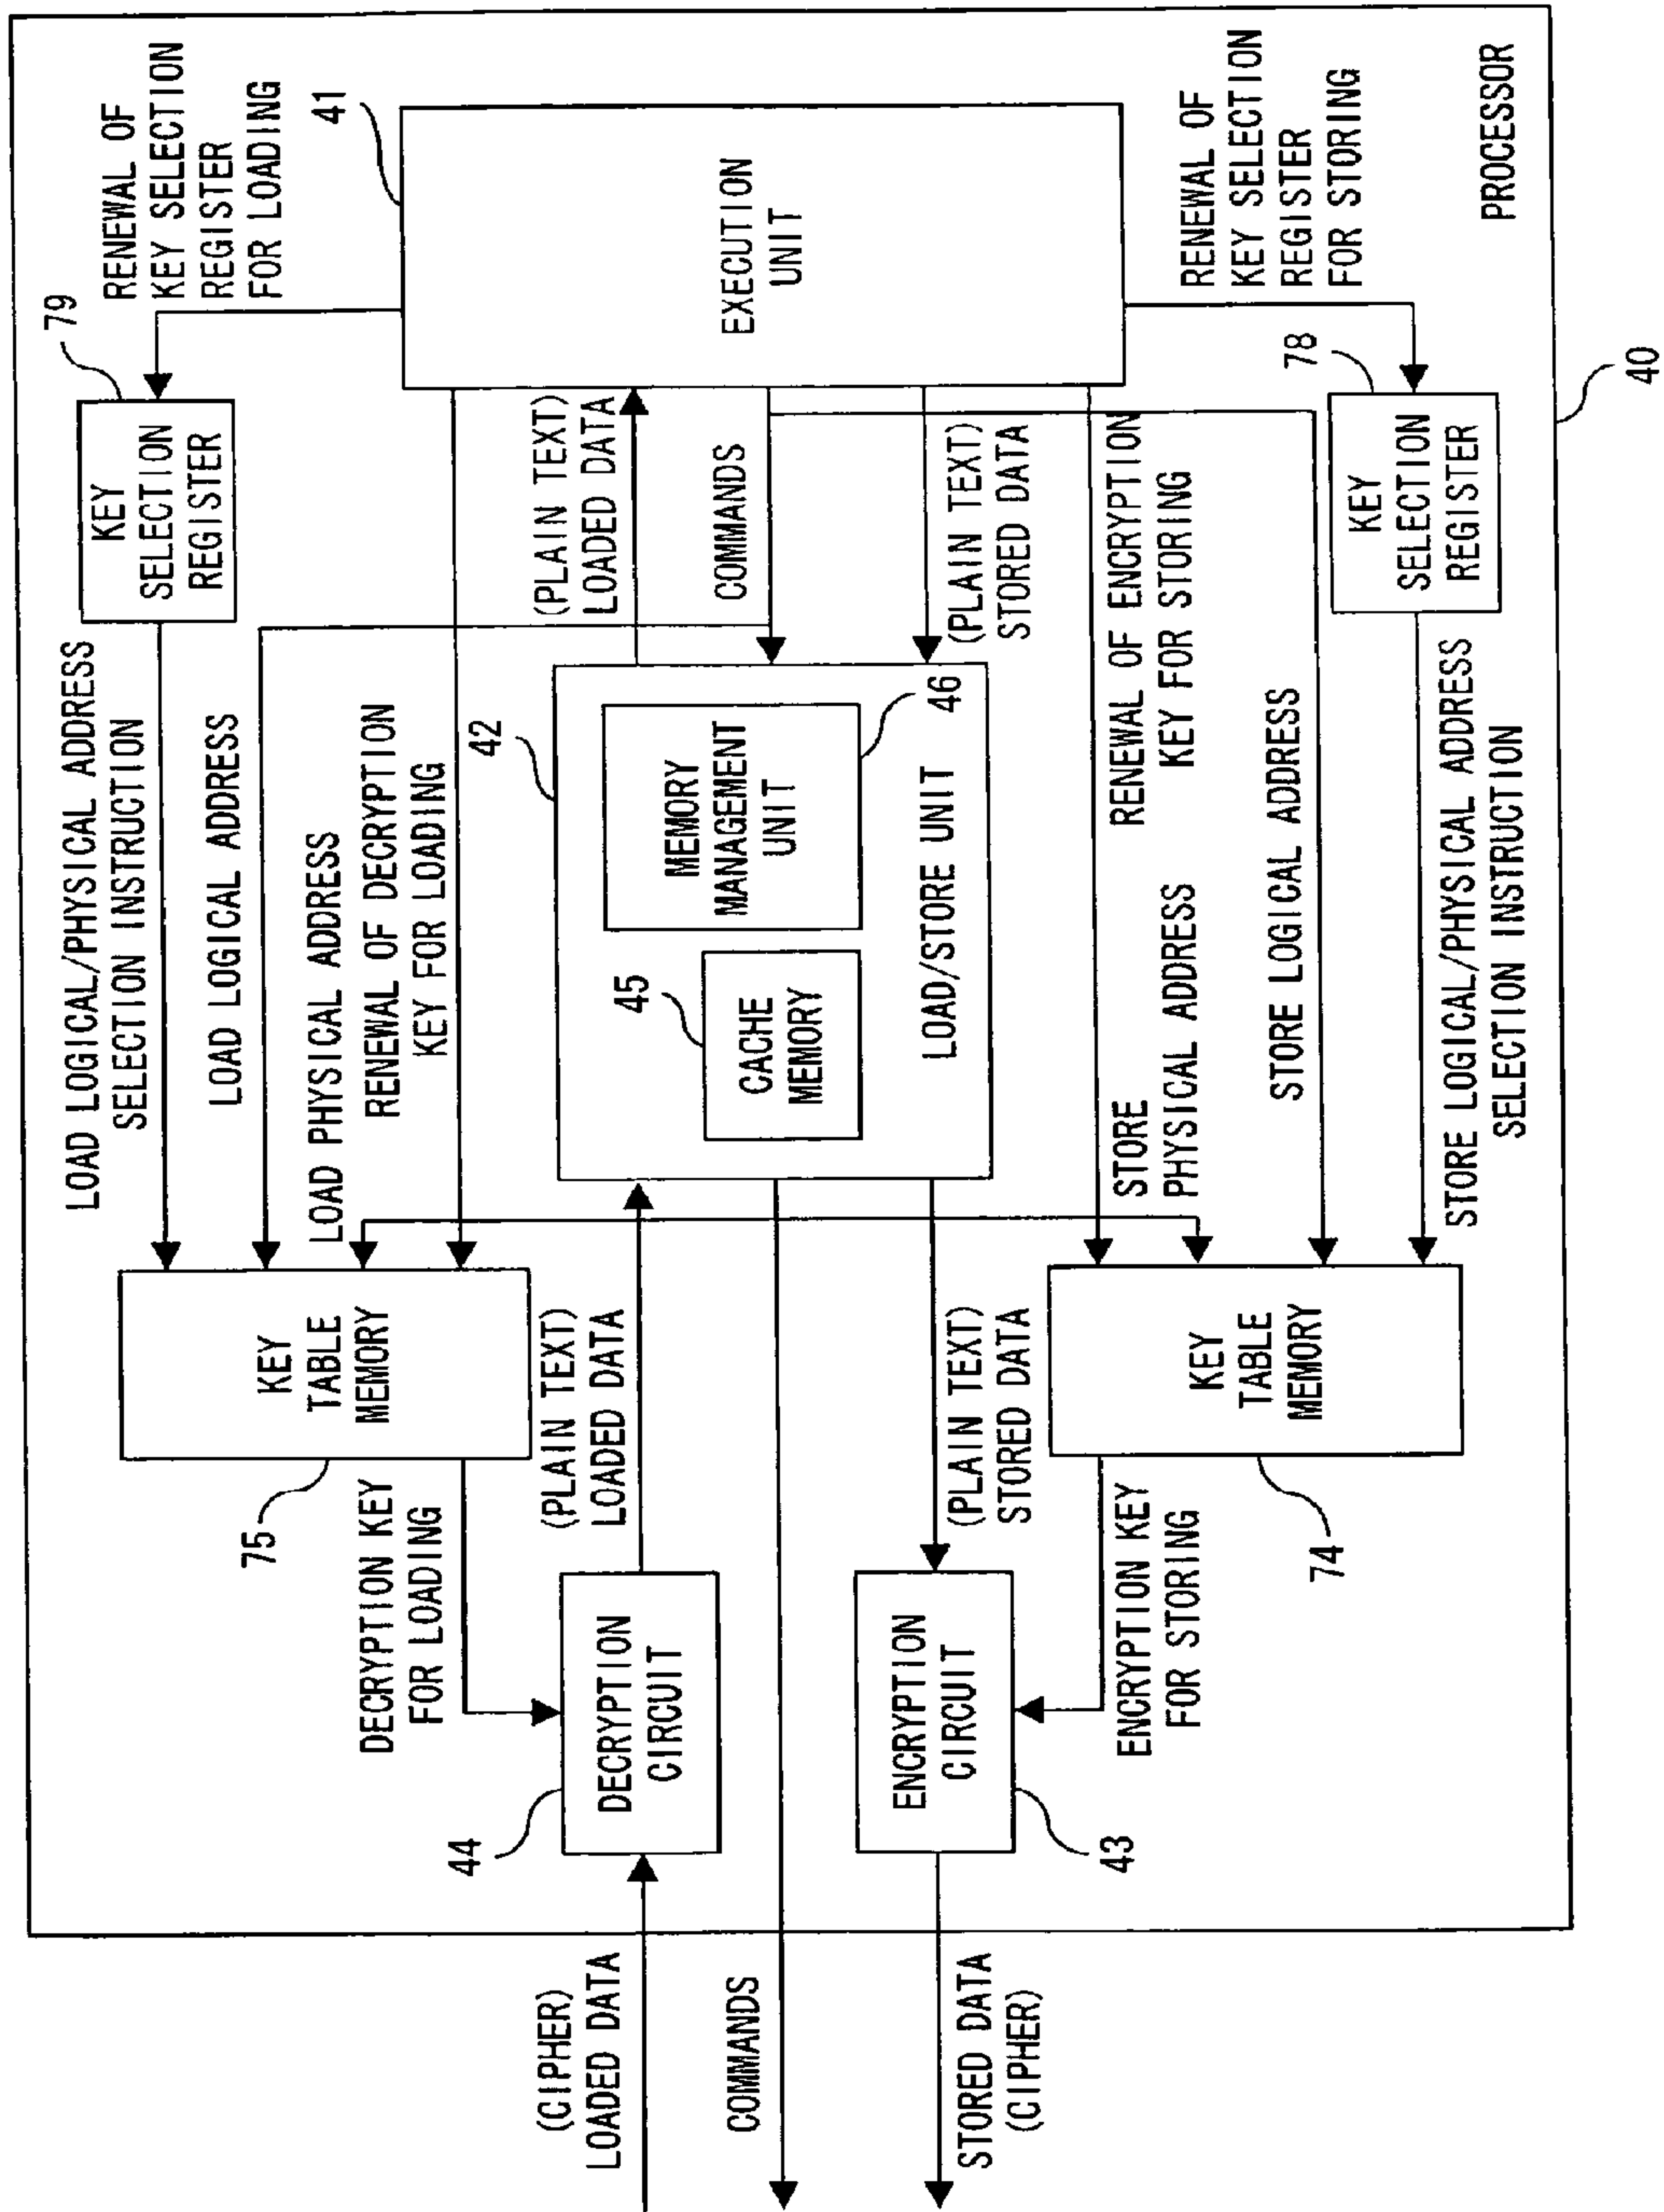 (CIPHER)
LOADED DATA
COMMANDS
STORED DATA
(CIPHER)
44
DECRYPTION
CIRCUIT
ENCRYPTION
CIRCUIT
43
DECRYPTION KEY
FOR LOADING
ENCRYPTION KEY
FOR STORING
75
KEY
TABLE
MEMORY
(PLAIN TEXT)
LOADED DATA
(PLAIN TEXT)
STORED DATA
KEY
TABLE
MEMORY
74
LOAD LOGICAL/PHYSICAL ADDRESS
SELECTION INSTRUCTION
LOAD LOGICAL ADDRESS
LOAD PHYSICAL ADDRESS
RENEWAL OF DECRYPTION
KEY FOR LOADING
42
45
CACHE
MEMORY
MEMORY
MANAGEMENT
UNIT
46
LOAD/STORE UNIT
RENEWAL OF ENCRYPTION
KEY FOR STORING
STORE
PHYSICAL ADDRESS
STORE LOGICAL ADDRESS
STORE LOGICAL/PHYSICAL ADDRESS
SELECTION INSTRUCTION
79
KEY
SELECTION
REGISTER
(PLAIN TEXT)
LOADED DATA
COMMANDS
(PLAIN TEXT)
STORED DATA
78
KEY
SELECTION
REGISTER
RENEWAL OF
KEY SELECTION
REGISTER
FOR LOADING
41
EXECUTION
UNIT
RENEWAL OF
KEY SELECTION
REGISTER
FOR STORING
PROCESSOR
40